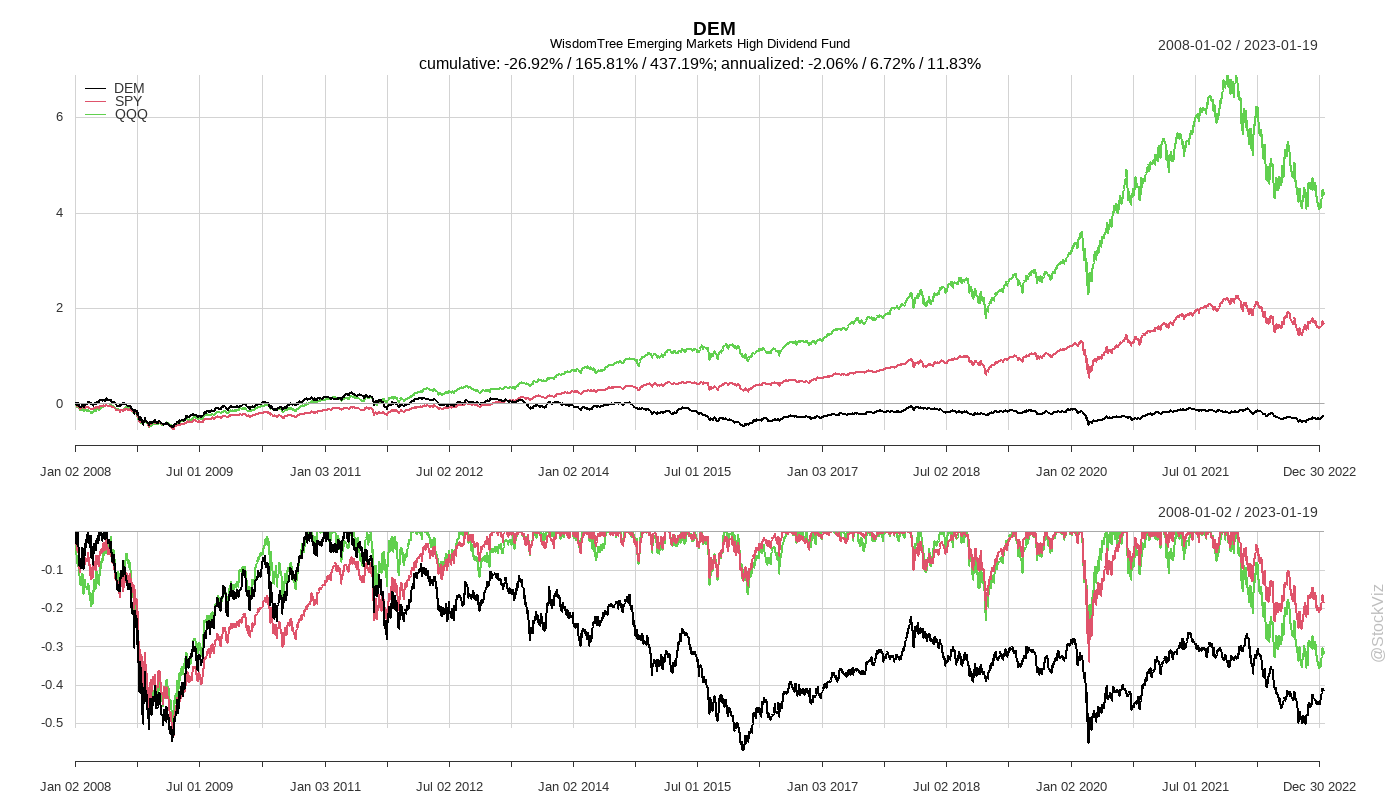 DEM
WisdomTree Emerging Markets High Dividend Fund
2008-01-02 / 2023-01-19
cumulative: -26.92% / 165.81% / 437.19%; annualized: -2.06% / 6.72% / 11.83%
DEM
SPY
QQQ
6
4
2
0
Jan 02 2008 Jul 01 2009 Jan 03 2011 Jul 02 2012 Jan 02 2014 Jul 01 2015 Jan 03 2017 Jul 02 2018 Jan 02 2020 Jul 01 2021 Dec 30 2022
2008-01-02 / 2023-01-19
-0.1
-0.2
-0.3
-0.4
-0.5
Jan 02 2008 Jul 01 2009 Jan 03 2011 Jul 02 2012 Jan 02 2014 Jul 01 2015 Jan 03 2017 Jul 02 2018 Jan 02 2020 Jul 01 2021 Dec 30 2022
@StockViz